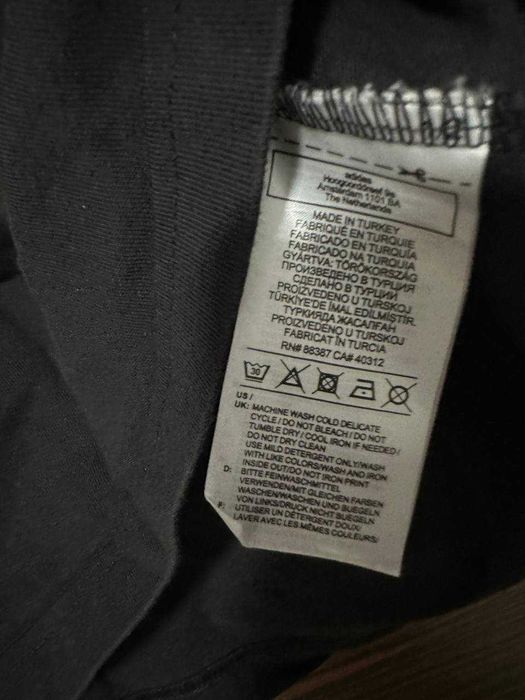 adidas
Hoogoorddreef 9a
Amsterdam 1101 BA
The Netherlands
MADE IN TURKEY
FABRIQUÉ EN TURQUIE
FABRICADO EN TURQUÍA
FABRICADO NA TURQUIA
GYÁRTVA: TÖRÖKORSZÁG
ПРОИЗВЕДЕНО В ТУРЦИЯ
СДЕЛАНО В ТУРЦИИ
PROIZVEDENO U TURSKOJ
TÜRKİYE'DE İMAL EDİLMİŞTİR.
ТУРКИЯДА ЖАСАЛҒАН
PROIZVEDENO U TURSKOJ
FABRICAT ÎN TURCIA
RN# 88387 CA# 40312
30
US /
UK: MACHINE WASH COLD DELICATE
CYCLE / DO NOT BLEACH / DO NOT
TUMBLE DRY / COOL IRON IF NEEDED /
DO NOT DRY CLEAN
USE MILD DETERGENT ONLY/WASH
WITH LIKE COLORS/WASH AND IRON
INSIDE OUT/DO NOT IRON PRINT
D: BITTE FEINWASCHMITTEL
VERWENDEN/MIT GLEICHEN FARBEN
WASCHEN/WASCHEN UND BUEGELN
VON LINKS/DRUCK NICHT BUEGELN
F: UTILISER UN DÉTERGENT DOUX/
LAVER AVEC LES MÊMES COULEURS/